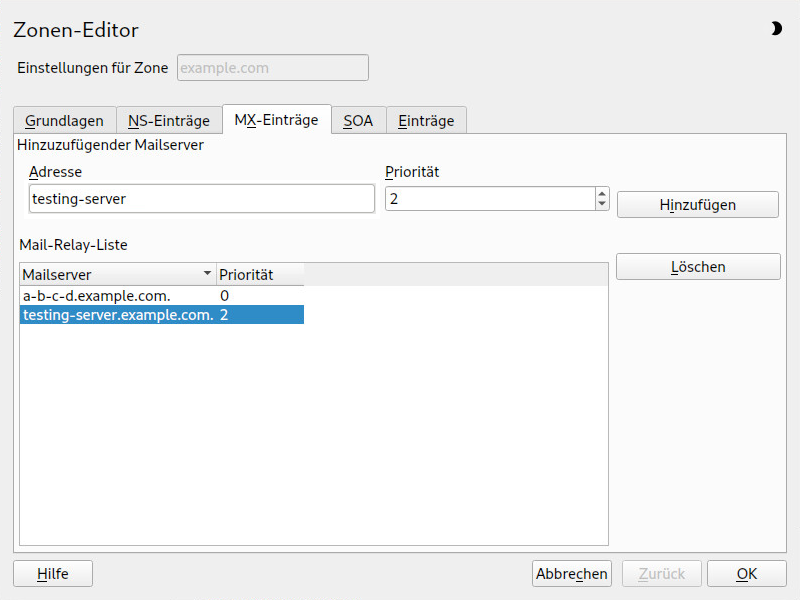 Zonen-Editor
Einstellungen für Zone example.com
Grundlagen NS-Einträge MX-Einträge SOA Einträge
Hinzuzufügender Mailserver
Adresse Priorität
testing-server 2 Hinzufügen
Mail-Relay-Liste
Löschen
Mailserver Priorität
a-b-c-d.example.com. 0
testing-server.example.com. 2
Hilfe Abbrechen Zurück OK